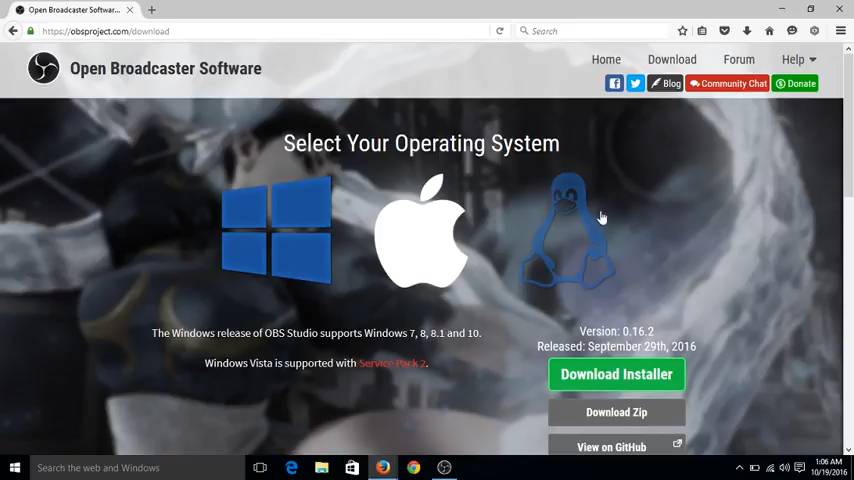 Open Broadcaster Softwar...
https://obsproject.com/download
Search
Open Broadcaster Software
Home
Download
Forum
Help
Blog
Community Chat
Donate
Select Your Operating System
The Windows release of OBS Studio supports Windows 7, 8, 8.1 and 10.
Windows Vista is supported with Service Pack 2.
Version: 0.16.2
Released: September 29th, 2016
Download Installer
Download Zip
View on GitHub
Search the web and Windows
1:06 AM
10/19/2016